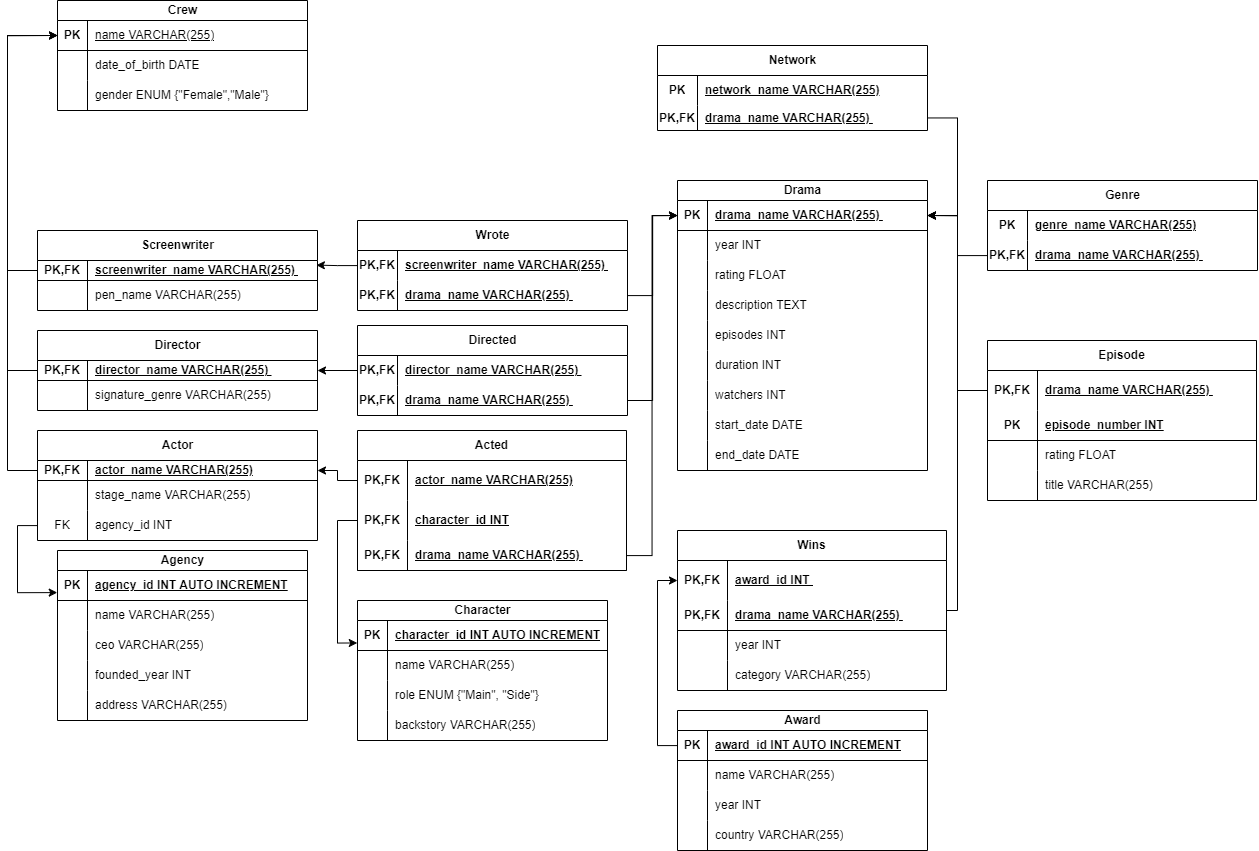 Crew
PK name VARCHAR(255)
date_of_birth DATE
gender ENUM {"Female","Male"}
Network
PK network_name VARCHAR(255)
PK,FK drama_name VARCHAR(255)
Drama
PK drama_name VARCHAR(255)
year INT
rating FLOAT
description TEXT
episodes INT
duration INT
watchers INT
start_date DATE
end_date DATE
Genre
PK genre_name VARCHAR(255)
PK,FK drama_name VARCHAR(255)
Screenwriter
PK,FK screenwriter_name VARCHAR(255)
pen_name VARCHAR(255)
Wrote
PK,FK screenwriter_name VARCHAR(255)
PK,FK drama_name VARCHAR(255)
Director
PK,FK director_name VARCHAR(255)
signature_genre VARCHAR(255)
Directed
PK,FK director_name VARCHAR(255)
PK,FK drama_name VARCHAR(255)
Episode
PK,FK drama_name VARCHAR(255)
PK episode_number INT
rating FLOAT
title VARCHAR(255)
Actor
PK,FK actor_name VARCHAR(255)
stage_name VARCHAR(255)
FK agency_id INT
Acted
PK,FK actor_name VARCHAR(255)
PK,FK character_id INT
PK,FK drama_name VARCHAR(255)
Agency
PK agency_id INT AUTO INCREMENT
name VARCHAR(255)
ceo VARCHAR(255)
founded_year INT
address VARCHAR(255)
Character
PK character_id INT AUTO INCREMENT
name VARCHAR(255)
role ENUM {"Main", "Side"}
backstory VARCHAR(255)
Wins
PK,FK award_id INT
PK,FK drama_name VARCHAR(255)
year INT
category VARCHAR(255)
Award
PK award_id INT AUTO INCREMENT
name VARCHAR(255)
year INT
country VARCHAR(255)